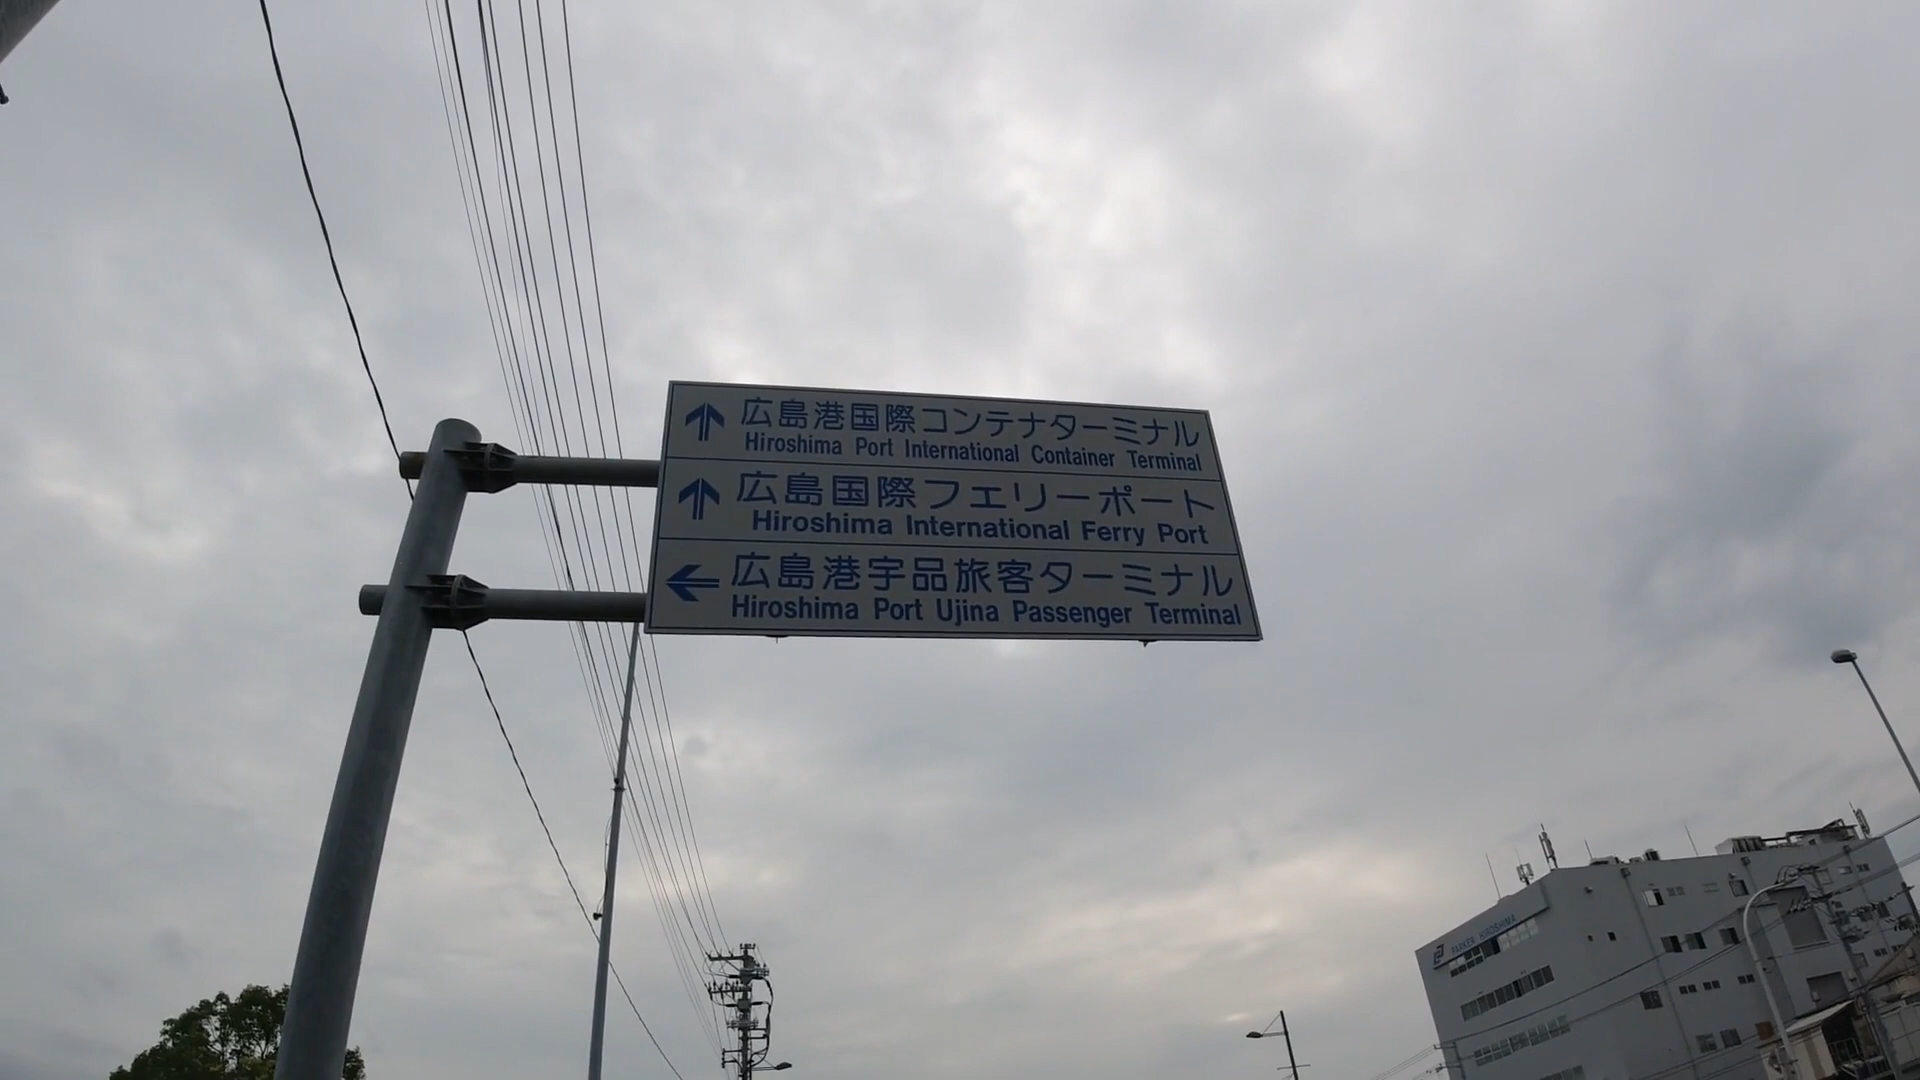 広島港国際コンテナターミナル
Hiroshima Port International Container Terminal
広島国際フェリーポート
Hiroshima International Ferry Port
広島港宇品旅客ターミナル
Hiroshima Port Ujina Passenger Terminal
PARKER HIROSHIMA